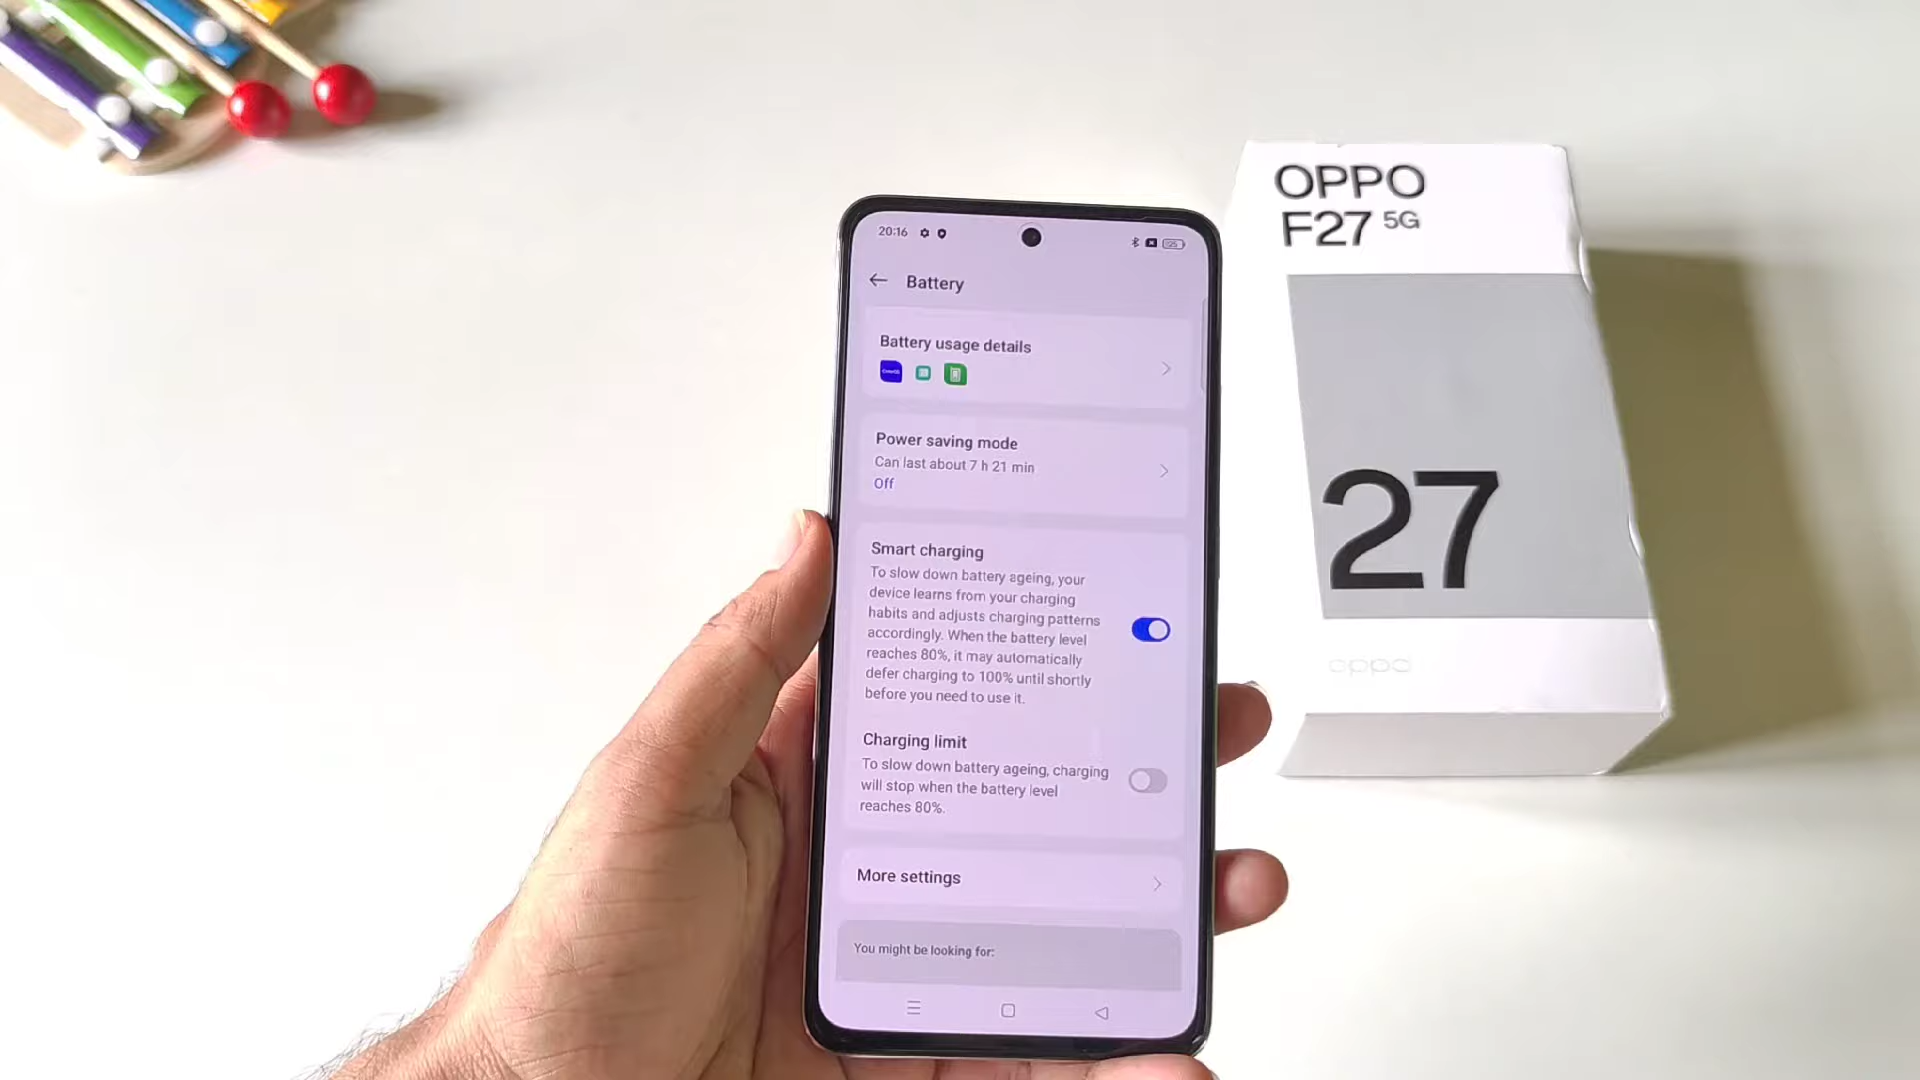 20:16
Battery
Battery usage details
Power saving mode
Can last about 7 h 21 min
Off
Smart charging
To slow down battery ageing, your
device learns from your charging
habits and adjusts charging patterns
accordingly. When the battery level
reaches 80%, it may automatically
defer charging to 100% until shortly
before you need to use it.
Charging limit
To slow down battery ageing, charging
will stop when the battery level
reaches 80%.
More settings
You might be looking for:
OPPO
F27 5G
27
oppo